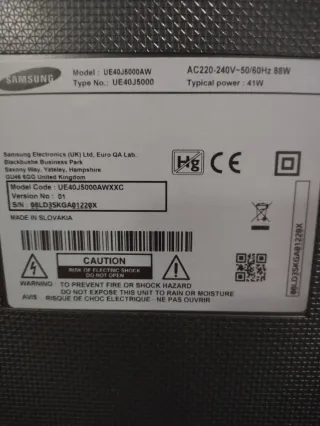 SAMSUNG
Model : UE40J5000AW
Type No. : UE40J5000
AC220-240V~50/60Hz 88W
Typical power : 41W
Samsung Electronics (UK) Ltd, Euro QA Lab.
Blackbushe Business Park
Saxony Way, Yateley, Hampshire
GU46 6GG United Kingdom
Hg
CE
Model Code : UE40J5000AWXXC
Version No : 01
S/N : 06LD3SKGA01220X
MADE IN SLOVAKIA
CAUTION
RISK OF ELECTRIC SHOCK
DO NOT OPEN
WARNING : TO PREVENT FIRE OR SHOCK HAZARD
DO NOT EXPOSE THIS UNIT TO RAIN OR MOISTURE
AVIS : RISQUE DE CHOC ELECTRIQUE - NE PAS OUVRIR
06LD3SKGA01220X